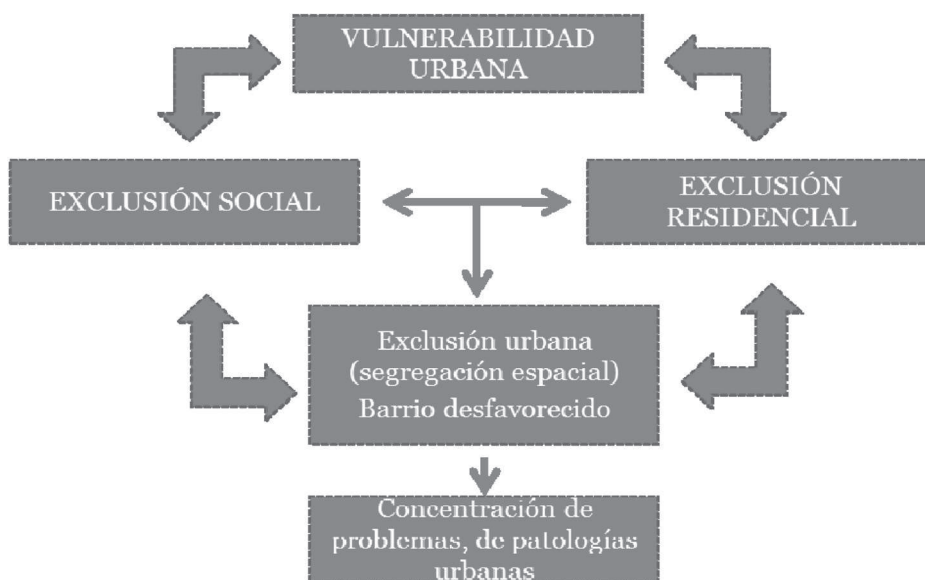 VULNERABILIDAD
URBANA
EXCLUSIÓN SOCIAL
EXCLUSIÓN
RESIDENCIAL
Exclusión urbana
(segregación espacial)
Barrio desfavorecido
Concentración de
problemas, de patologías
urbanas